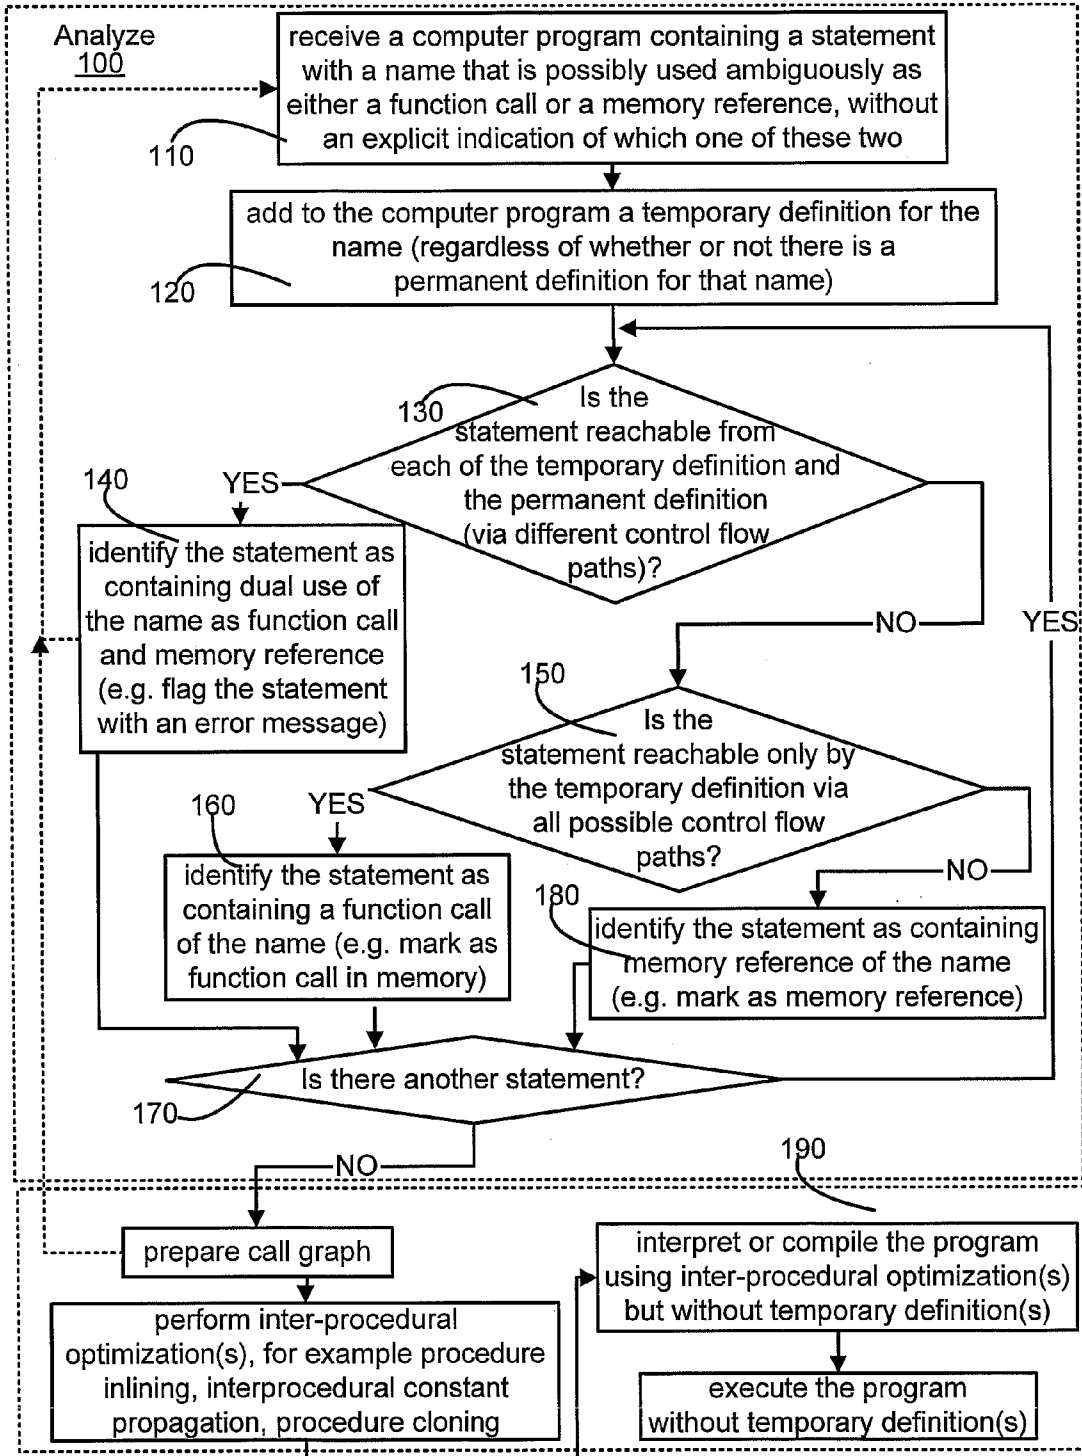 Analyze
100
receive a computer program containing a statement
with a name that is possibly used ambiguously as
either a function call or a memory reference, without
an explicit indication of which one of these two
110
add to the computer program a temporary definition for the
name (regardless of whether or not there is a
permanent definition for that name)
120
130
Is the
statement reachable from
each of the temporary definition and
the permanent definition
(via different control flow
paths)?
YES
NO
YES
140
identify the statement as
containing dual use of
the name as function call
and memory reference
(e.g. flag the statement
with an error message)
150
Is the
statement reachable only by
the temporary definition via
all possible control flow
paths?
YES
NO
160
identify the statement as
containing a function call
of the name (e.g. mark as
function call in memory)
180
identify the statement as containing
memory reference of the name
(e.g. mark as memory reference)
Is there another statement?
170
NO
190
prepare call graph
perform inter-procedural
optimization(s), for example procedure
inlining, interprocedural constant
propagation, procedure cloning
interpret or compile the program
using inter-procedural optimization(s)
but without temporary definition(s)
execute the program
without temporary definition(s)